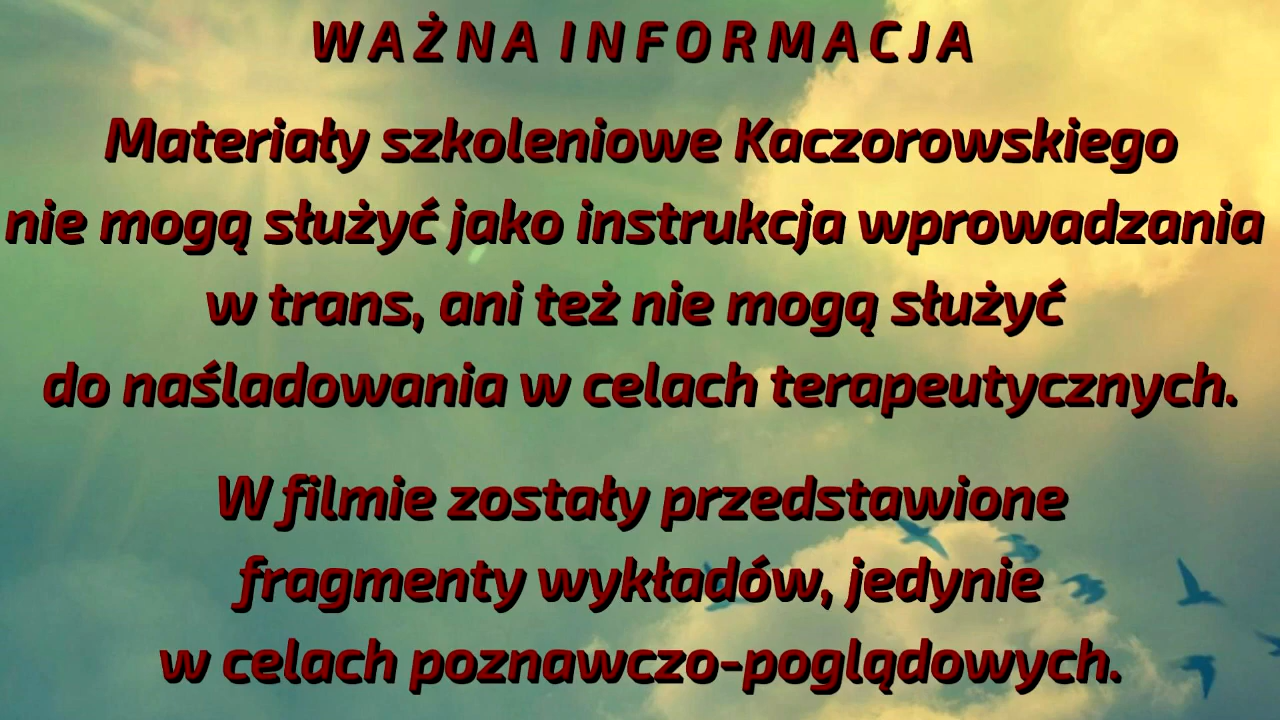 WAŻNA INFORMACJA
Materiały szkoleniowe Kaczorowskiego
nie mogą służyć jako instrukcja wprowadzania
w trans, ani też nie mogą służyć
do naśladowania w celach terapeutycznych.
W filmie zostały przedstawione
fragmenty wykładów, jedynie
w celach poznawczo-poglądowych.